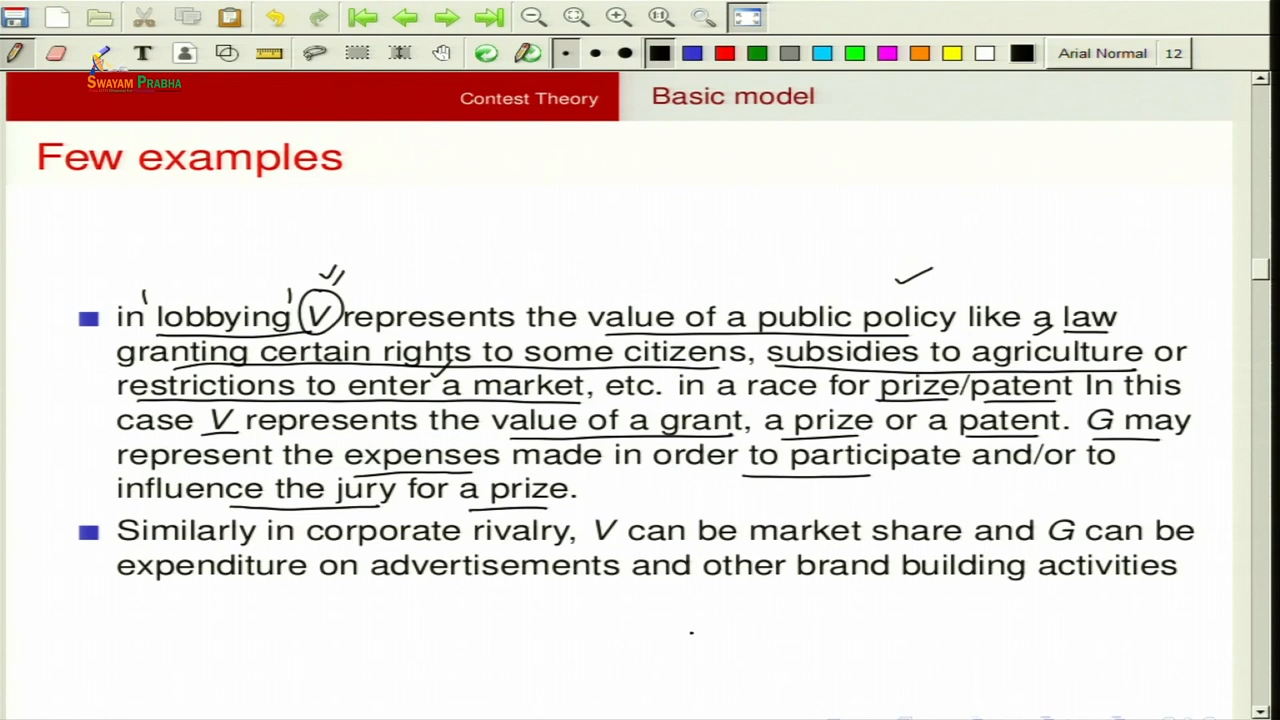 Arial Normal 12
SWAYAM PRABHA
Contest Theory Basic model
Few examples
in lobbying V represents the value of a public policy like a law
granting certain rights to some citizens, subsidies to agriculture or
restrictions to enter a market, etc. in a race for prize/patent In this
case V represents the value of a grant, a prize or a patent. G may
represent the expenses made in order to participate and/or to
influence the jury for a prize.
Similarly in corporate rivalry, V can be market share and G can be
expenditure on advertisements and other brand building activities